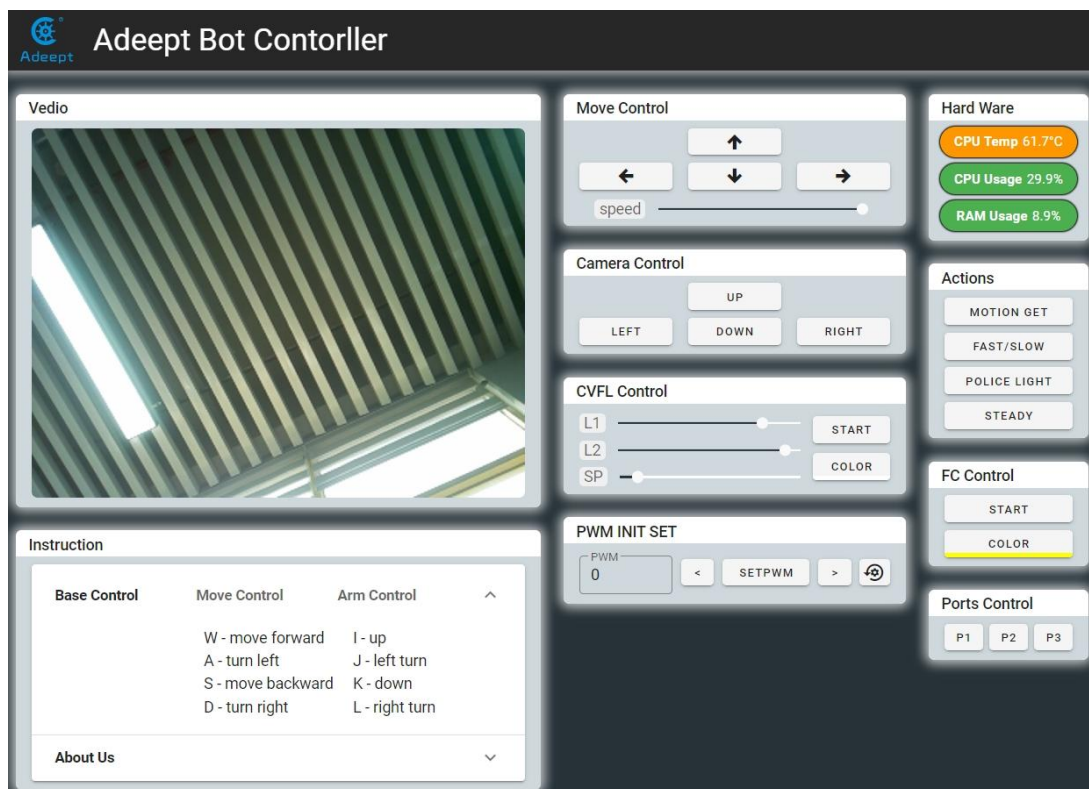 Adeept
Adeept Bot Contorller
Vedio
Move Control
speed
Camera Control
UP
LEFT DOWN RIGHT
CVFL Control
L1
START
L2
COLOR
SP
PWM INIT SET
PWM
0
< SETPWM >
Hard Ware
CPU Temp 61.7°C
CPU Usage 29.9%
RAM Usage 8.9%
Actions
MOTION GET
FAST/SLOW
POLICE LIGHT
STEADY
FC Control
START
COLOR
Ports Control
P1 P2 P3
Instruction
Base Control Move Control Arm Control
W - move forward I - up
A - turn left J - left turn
S - move backward K - down
D - turn right L - right turn
About Us